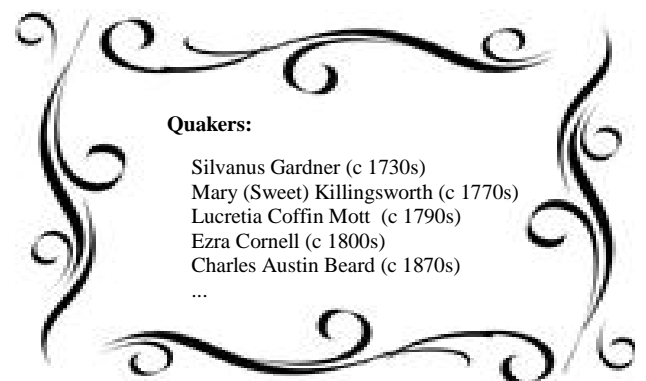 Quakers:
Silvanus Gardner (c 1730s)
Mary (Sweet) Killingsworth (c 1770s)
Lucretia Coffin Mott (c 1790s)
Ezra Cornell (c 1800s)
Charles Austin Beard (c 1870s)
...